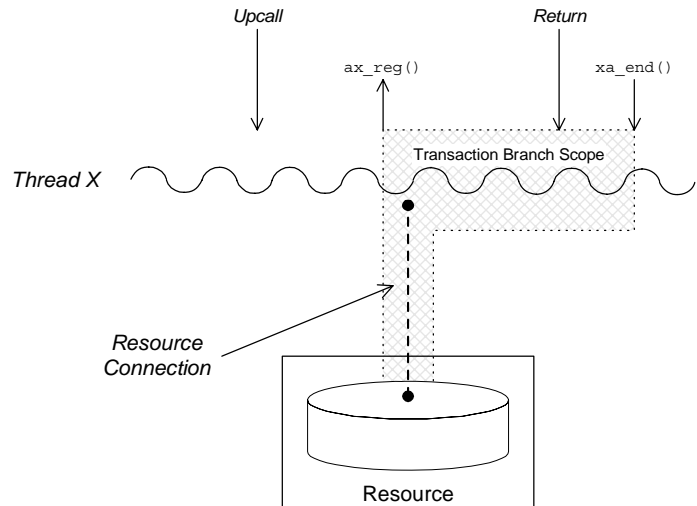 Upcall
Return
ax_reg()
xa_end()
Transaction Branch Scope
Thread X
Resource
Connection
Resource